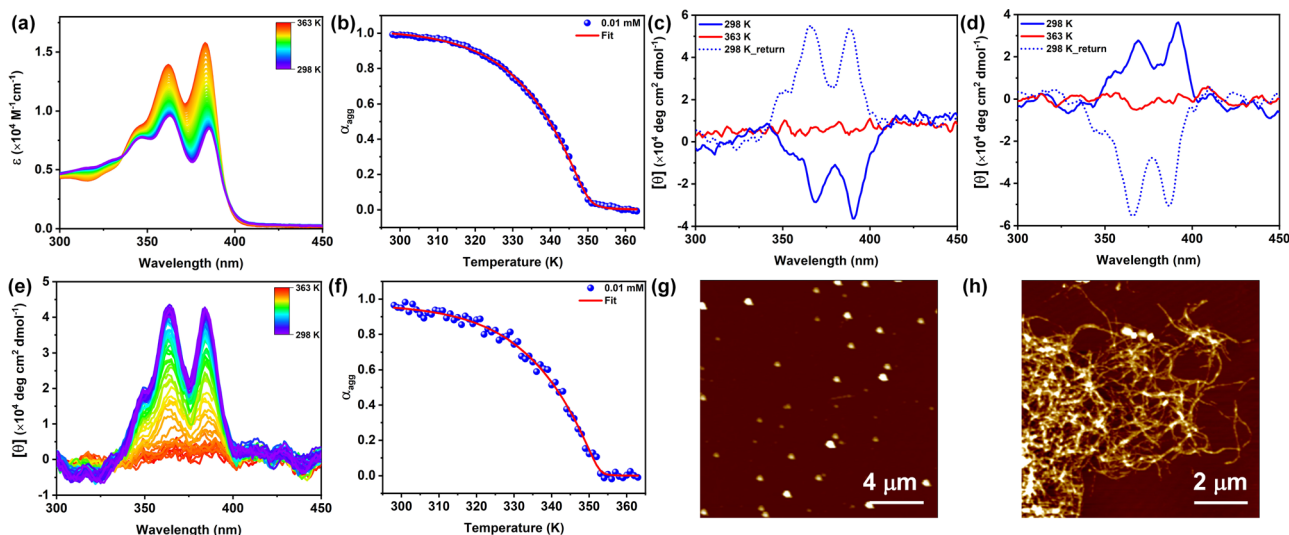 (a)
363 K
298 K
1.5
1.0
0.5
0.0
ε (×10⁴ M⁻¹cm⁻¹)
300 350 400 450
Wavelength (nm)
(b)
0.01 mM
Fit
1.0
0.8
0.6
0.4
0.2
0.0
αagg
300 310 320 330 340 350 360
Temperature (K)
(c)
298 K
363 K
298 K_return
6
4
2
0
-2
-4
[θ] (×10⁴ deg cm² dmol⁻¹)
300 350 400 450
Wavelength (nm)
(d)
298 K
363 K
298 K_return
6
4
2
0
-2
-4
-6
[θ] (×10⁴ deg cm² dmol⁻¹)
300 350 400 450
Wavelength (nm)
(e)
363 K
298 K
5
4
3
2
1
0
-1
[θ] (×10⁴ deg cm² dmol⁻¹)
300 350 400 450
Wavelength (nm)
(f)
0.01 mM
Fit
1.0
0.8
0.6
0.4
0.2
0.0
αagg
300 310 320 330 340 350 360
Temperature (K)
(g)
4 μm
(h)
2 μm